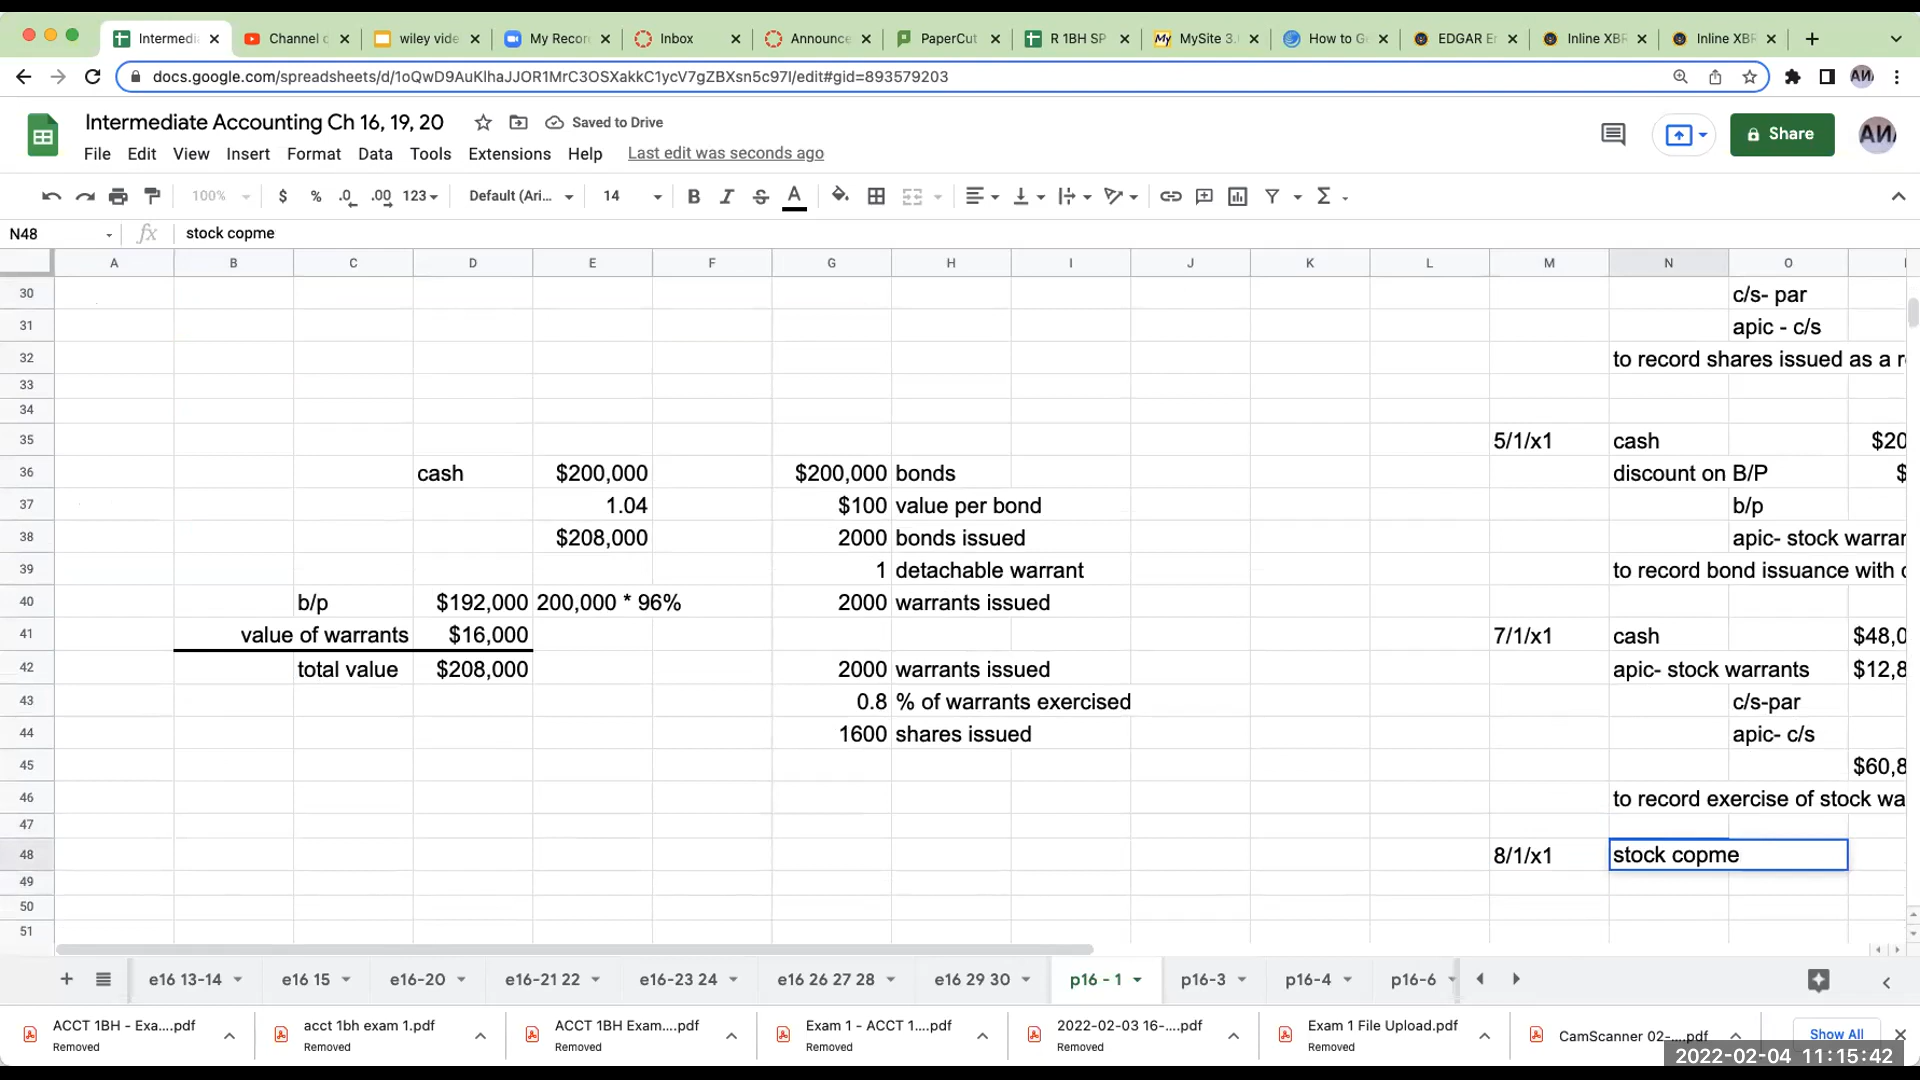 Intermedi
Channel c
wiley vide
My Recor
Inbox
Announce
PaperCut
R 1BH SP
MySite 3.
How to G
EDGAR E
Inline XBR
Inline XBR
docs.google.com/spreadsheets/d/1oQwD9AuKlhaJJOR1MrC3OSXakkC1ycV7gZBXsn5c97I/edit#gid=893579203
Intermediate Accounting Ch 16, 19, 20
Saved to Drive
File Edit View Insert Format Data Tools Extensions Help Last edit was seconds ago
Share
100% $ % .0 .00 123 Default (Ari... 14 B I S A
N48 fx stock copme
A B C D E F G H I J K L M N O
30 c/s- par
31 apic - c/s
32 to record shares issued as a r
33
34
35 5/1/x1 cash $20
36 cash $200,000 $200,000 bonds discount on B/P $
37 1.04 $100 value per bond b/p
38 $208,000 2000 bonds issued apic- stock warrar
39 1 detachable warrant to record bond issuance with
40 b/p $192,000 200,000 * 96% 2000 warrants issued
41 value of warrants $16,000 7/1/x1 cash $48,0
42 total value $208,000 2000 warrants issued apic- stock warrants $12,8
43 0.8 % of warrants exercised c/s-par
44 1600 shares issued apic- c/s
45 $60,8
46 to record exercise of stock wa
47
48 8/1/x1 stock copme
49
50
51
e16 13-14 e16 15 e16-20 e16-21 22 e16-23 24 e16 26 27 28 e16 29 30 p16 - 1 p16-3 p16-4 p16-6
ACCT 1BH - Exa....pdf
Removed
acct 1bh exam 1.pdf
Removed
ACCT 1BH Exam....pdf
Removed
Exam 1 - ACCT 1....pdf
Removed
2022-02-03 16-....pdf
Removed
Exam 1 File Upload.pdf
Removed
CamScanner 02-....pdf
Show All
2022-02-04 11:15:42